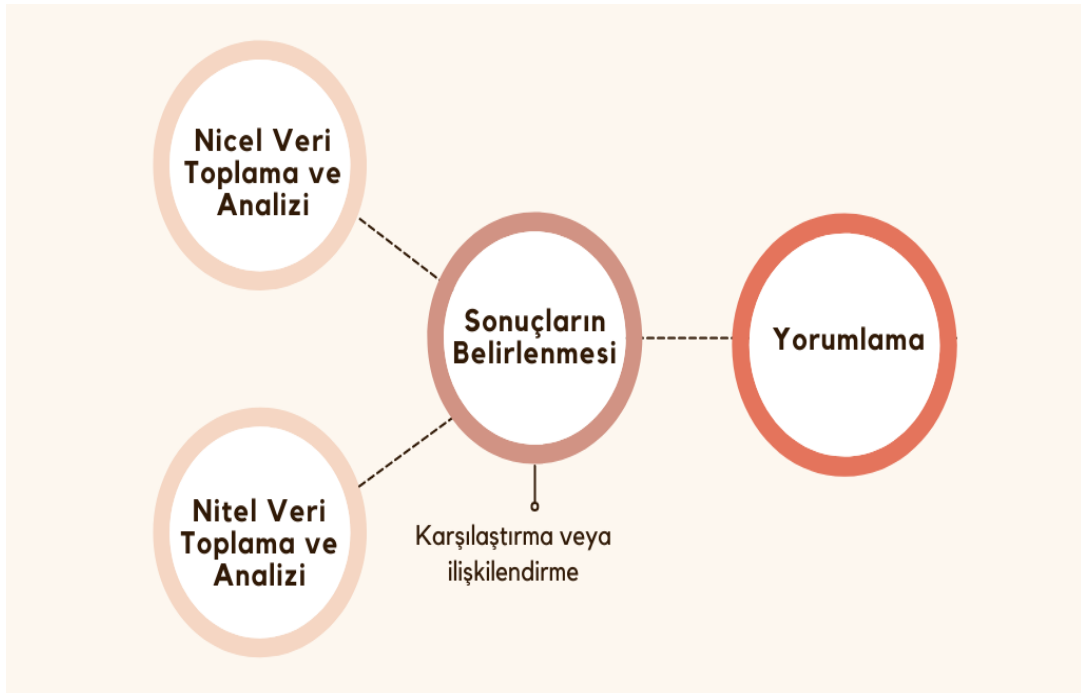 Nicel Veri
Toplama ve
Analizi
Sonuçların
Belirlenmesi
Yorumlama
Nitel Veri
Toplama ve
Analizi
Karşılaştırma veya
ilişkilendirme